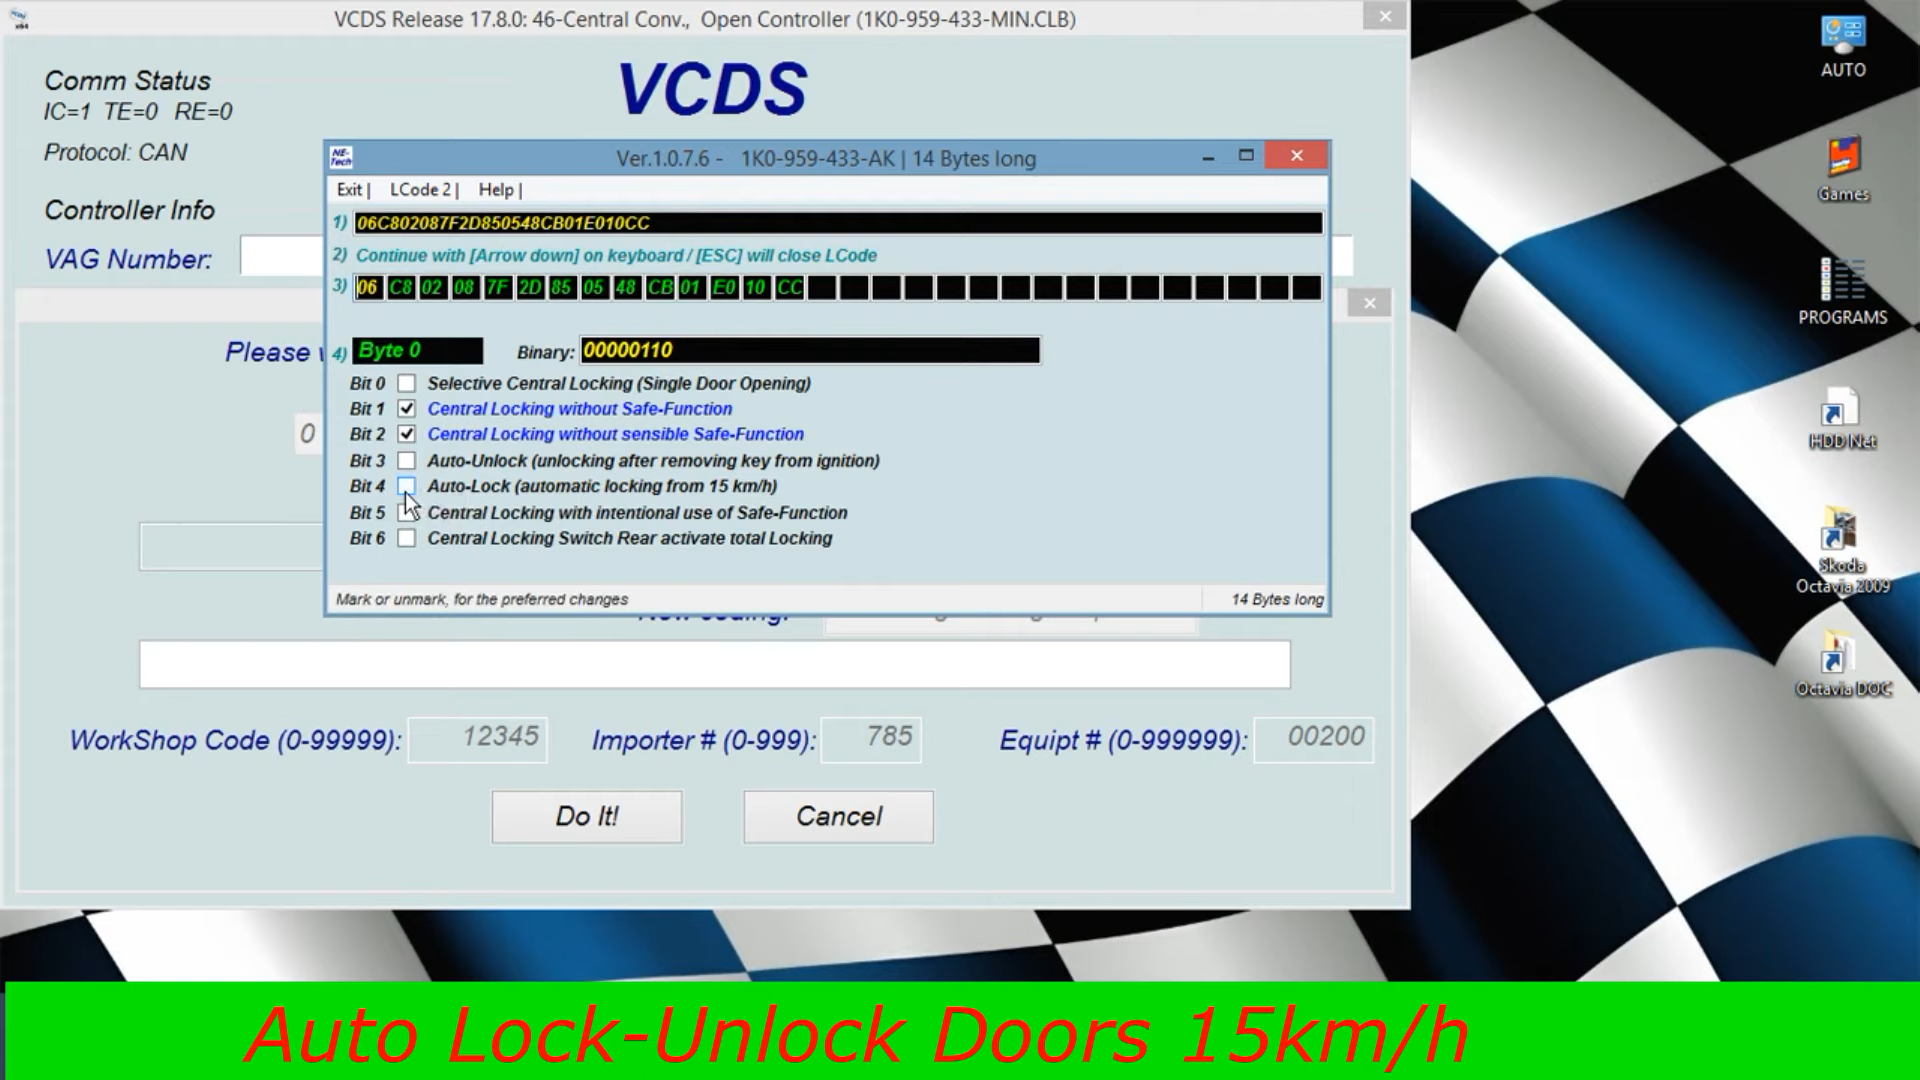 VCDS Release 17.8.0: 46-Central Conv., Open Controller (1K0-959-433-MIN.CLB)
x64
Comm Status
IC=1 TE=0 RE=0
Protocol: CAN
VCDS
Controller Info
VAG Number:
NE-Tech
Ver.1.0.7.6 - 1K0-959-433-AK | 14 Bytes long
Exit | LCode 2 | Help |
1) 06C802087F2D850548CB01E010CC
2) Continue with [Arrow down] on keyboard / [ESC] will close LCode
3) 06 C8 02 08 7F 2D 85 05 48 CB 01 E0 10 CC
4) Byte 0 Binary: 00000110
Bit 0 Selective Central Locking (Single Door Opening)
Bit 1 Central Locking without Safe-Function
Bit 2 Central Locking without sensible Safe-Function
Bit 3 Auto-Unlock (unlocking after removing key from ignition)
Bit 4 Auto-Lock (automatic locking from 15 km/h)
Bit 5 Central Locking with intentional use of Safe-Function
Bit 6 Central Locking Switch Rear activate total Locking
Mark or unmark, for the preferred changes 14 Bytes long
Please
0
WorkShop Code (0-99999): 12345 Importer # (0-999): 785 Equipt # (0-999999): 00200
Do It! Cancel
AUTO
Games
PROGRAMS
HDD Net
Skoda
Octavia 2009
Octavia DOC
Auto Lock-Unlock Doors 15km/h